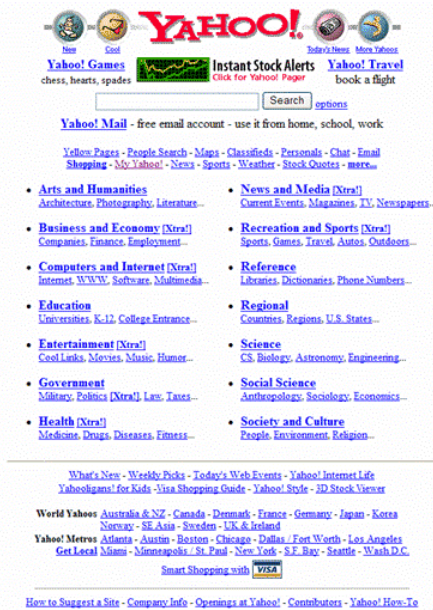 YAHOO!
New Cool Today's News More Yahoos
Yahoo! Games Instant Stock Alerts Yahoo! Travel
chess, hearts, spades Click for Yahoo! Pager book a flight
Search options
Yahoo! Mail - free email account - use it from home, school, work
Yellow Pages - People Search - Maps - Classifieds - Personals - Chat - Email
Shopping - My Yahoo! - News - Sports - Weather - Stock Quotes - more...
Arts and Humanities
Architecture, Photography, Literature...
Business and Economy [Xtra!]
Companies, Finance, Employment...
Computers and Internet [Xtra!]
Internet, WWW, Software, Multimedia...
Education
Universities, K-12, College Entrance...
Entertainment [Xtra!]
Cool Links, Movies, Music, Humor...
Government
Military, Politics [Xtra!], Law, Taxes...
Health [Xtra!]
Medicine, Drugs, Diseases, Fitness...
News and Media [Xtra!]
Current Events, Magazines, TV, Newspapers..
Recreation and Sports [Xtra!]
Sports, Games, Travel, Autos, Outdoors...
Reference
Libraries, Dictionaries, Phone Numbers...
Regional
Countries, Regions, U.S. States...
Science
CS, Biology, Astronomy, Engineering...
Social Science
Anthropology, Sociology, Economics...
Society and Culture
People, Environment, Religion...
What's New - Weekly Picks - Today's Web Events - Yahoo! Internet Life
Yahooligans! for Kids -Visa Shopping Guide - Yahoo! Style - 3D Stock Viewer
World Yahoos Australia & NZ - Canada - Denmark - France - Germany - Japan - Korea
Norway - SE Asia - Sweden - UK & Ireland
Yahoo! Metros Atlanta - Austin - Boston - Chicago - Dallas / Fort Worth - Los Angeles
Get Local Miami - Minneapolis / St. Paul - New York - S.F. Bay - Seattle - Wash D.C.
Smart Shopping with VISA
How to Suggest a Site - Company Info - Openings at Yahoo! - Contributors - Yahoo! How-To